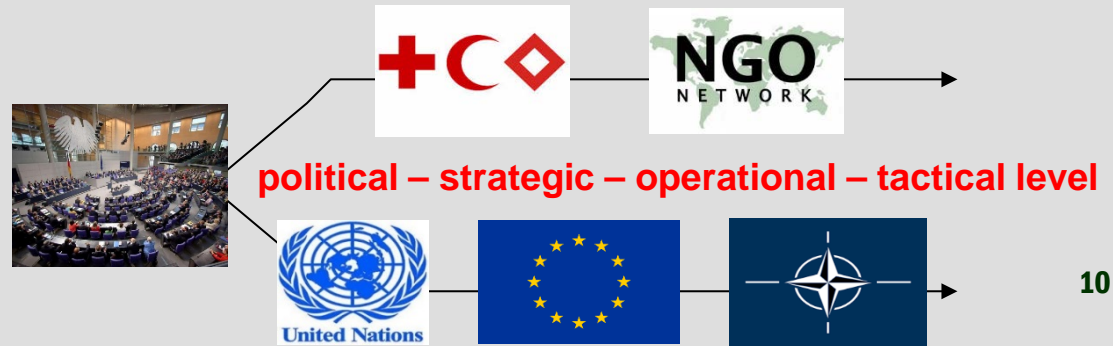 NGO
NETWORK
political – strategic – operational – tactical level
United Nations
10